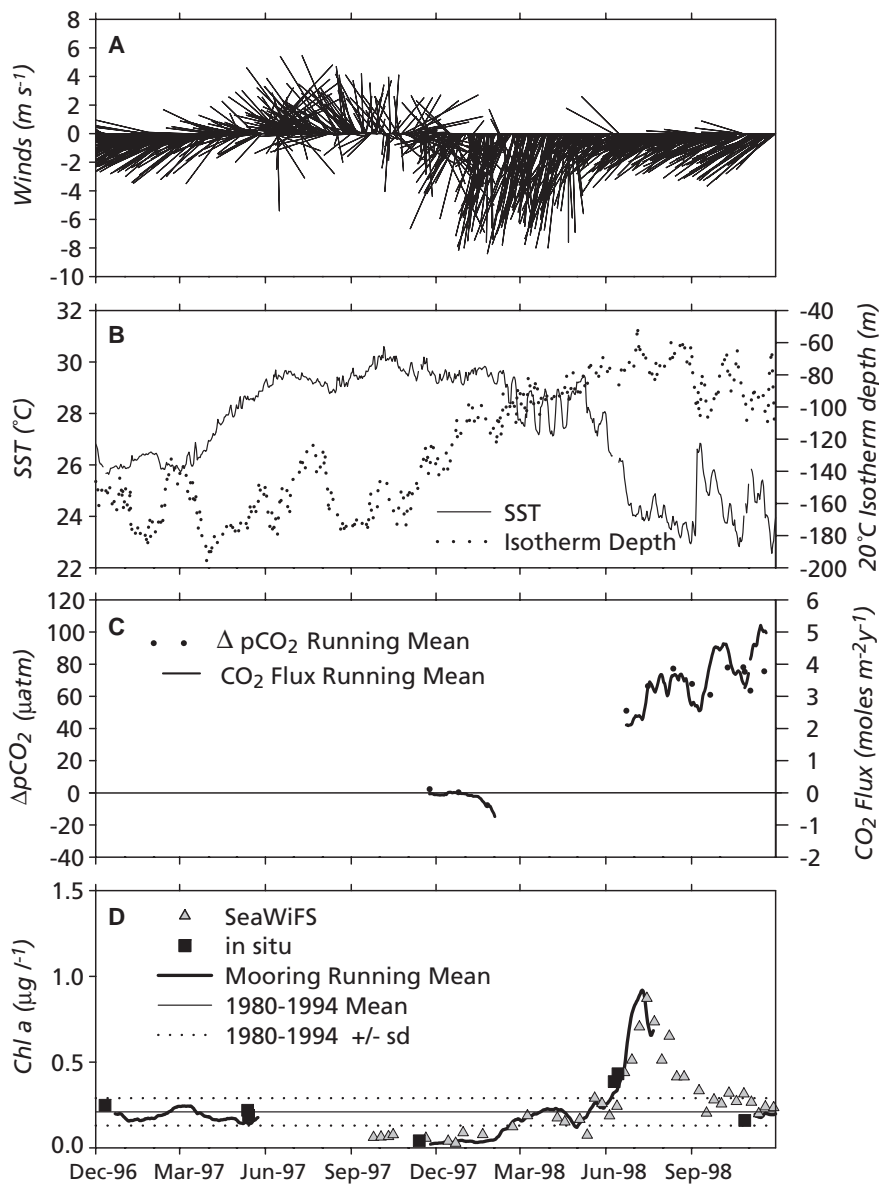 A
8
6
4
2
0
-2
-4
-6
-8
-10
Winds (m s-1)
B
32
30
28
26
24
22
SST (°C)
-40
-60
-80
-100
-120
-140
-160
-180
-200
20°C Isotherm depth (m)
SST
Isotherm Depth
C
120
100
80
60
40
20
0
-20
-40
ΔpCO2 (µatm)
6
5
4
3
2
1
0
-1
-2
CO2 Flux (moles m-2y-1)
Δ pCO2 Running Mean
CO2 Flux Running Mean
D
1.5
1.0
0.5
0.0
Chl a (µg l-1)
SeaWiFS
in situ
Mooring Running Mean
1980-1994 Mean
1980-1994 +/- sd
Dec-96 Mar-97 Jun-97 Sep-97 Dec-97 Mar-98 Jun-98 Sep-98